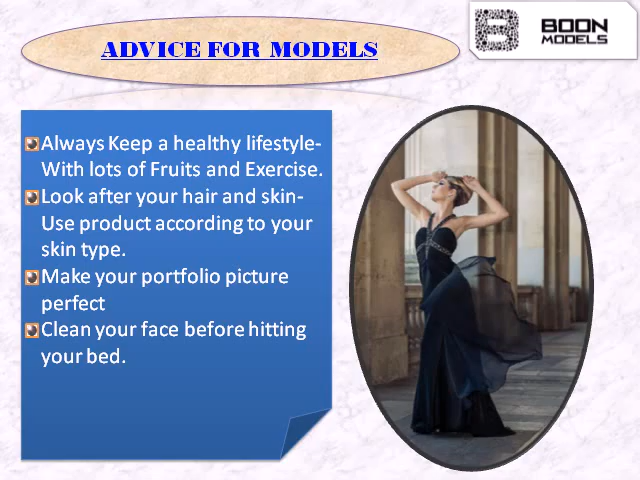 ADVICE FOR MODELS
BOON
MODELS
Always Keep a healthy lifestyle-
With lots of Fruits and Exercise.
Look after your hair and skin-
Use product according to your
skin type.
Make your portfolio picture
perfect
Clean your face before hitting
your bed.